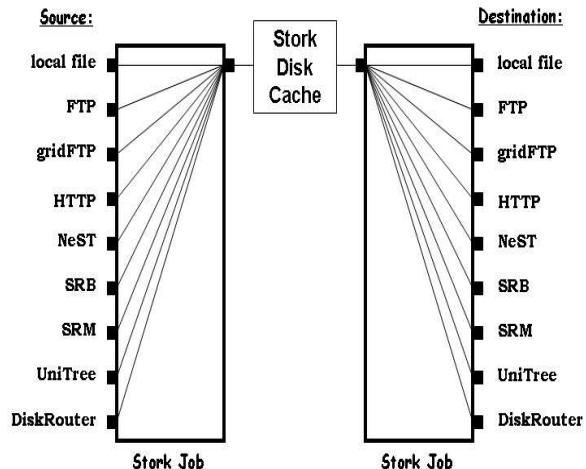 Source:
local file
FTP
gridFTP
HTTP
NeST
SRB
SRM
UniTree
DiskRouter
Stork Job
Stork
Disk
Cache
Destination:
local file
FTP
gridFTP
HTTP
NeST
SRB
SRM
UniTree
DiskRouter
Stork Job